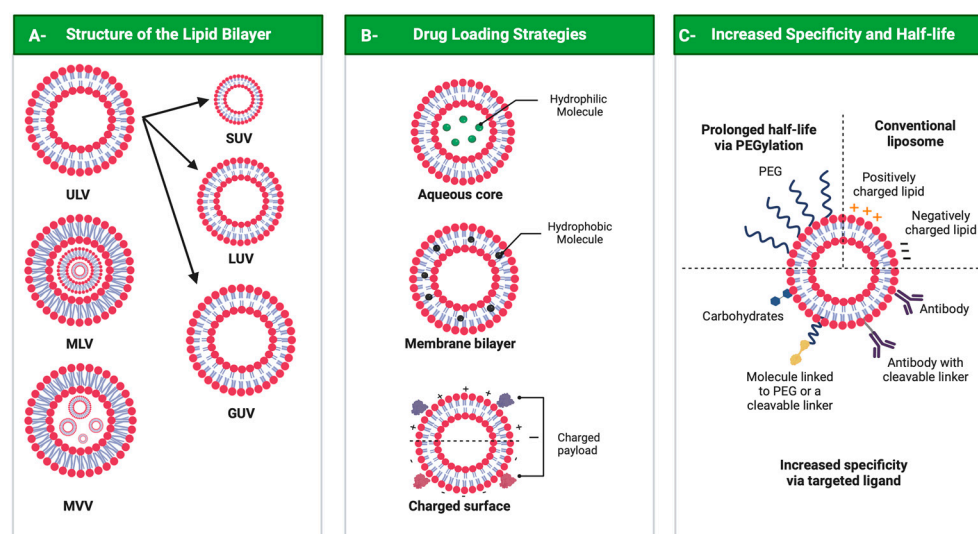 A- Structure of the Lipid Bilayer
ULV
SUV
LUV
MLV
GUV
MVV
B- Drug Loading Strategies
Hydrophilic
Molecule
Aqueous core
Hydrophobic
Molecule
Membrane bilayer
Charged
payload
Charged surface
C- Increased Specificity and Half-life
Prolonged half-life
via PEGylation
Conventional
liposome
PEG
Positively
charged lipid
+ + +
Negatively
charged lipid
Carbohydrates
Antibody
Molecule linked
to PEG or a
cleavable linker
Antibody with
cleavable linker
Increased specificity
via targeted ligand